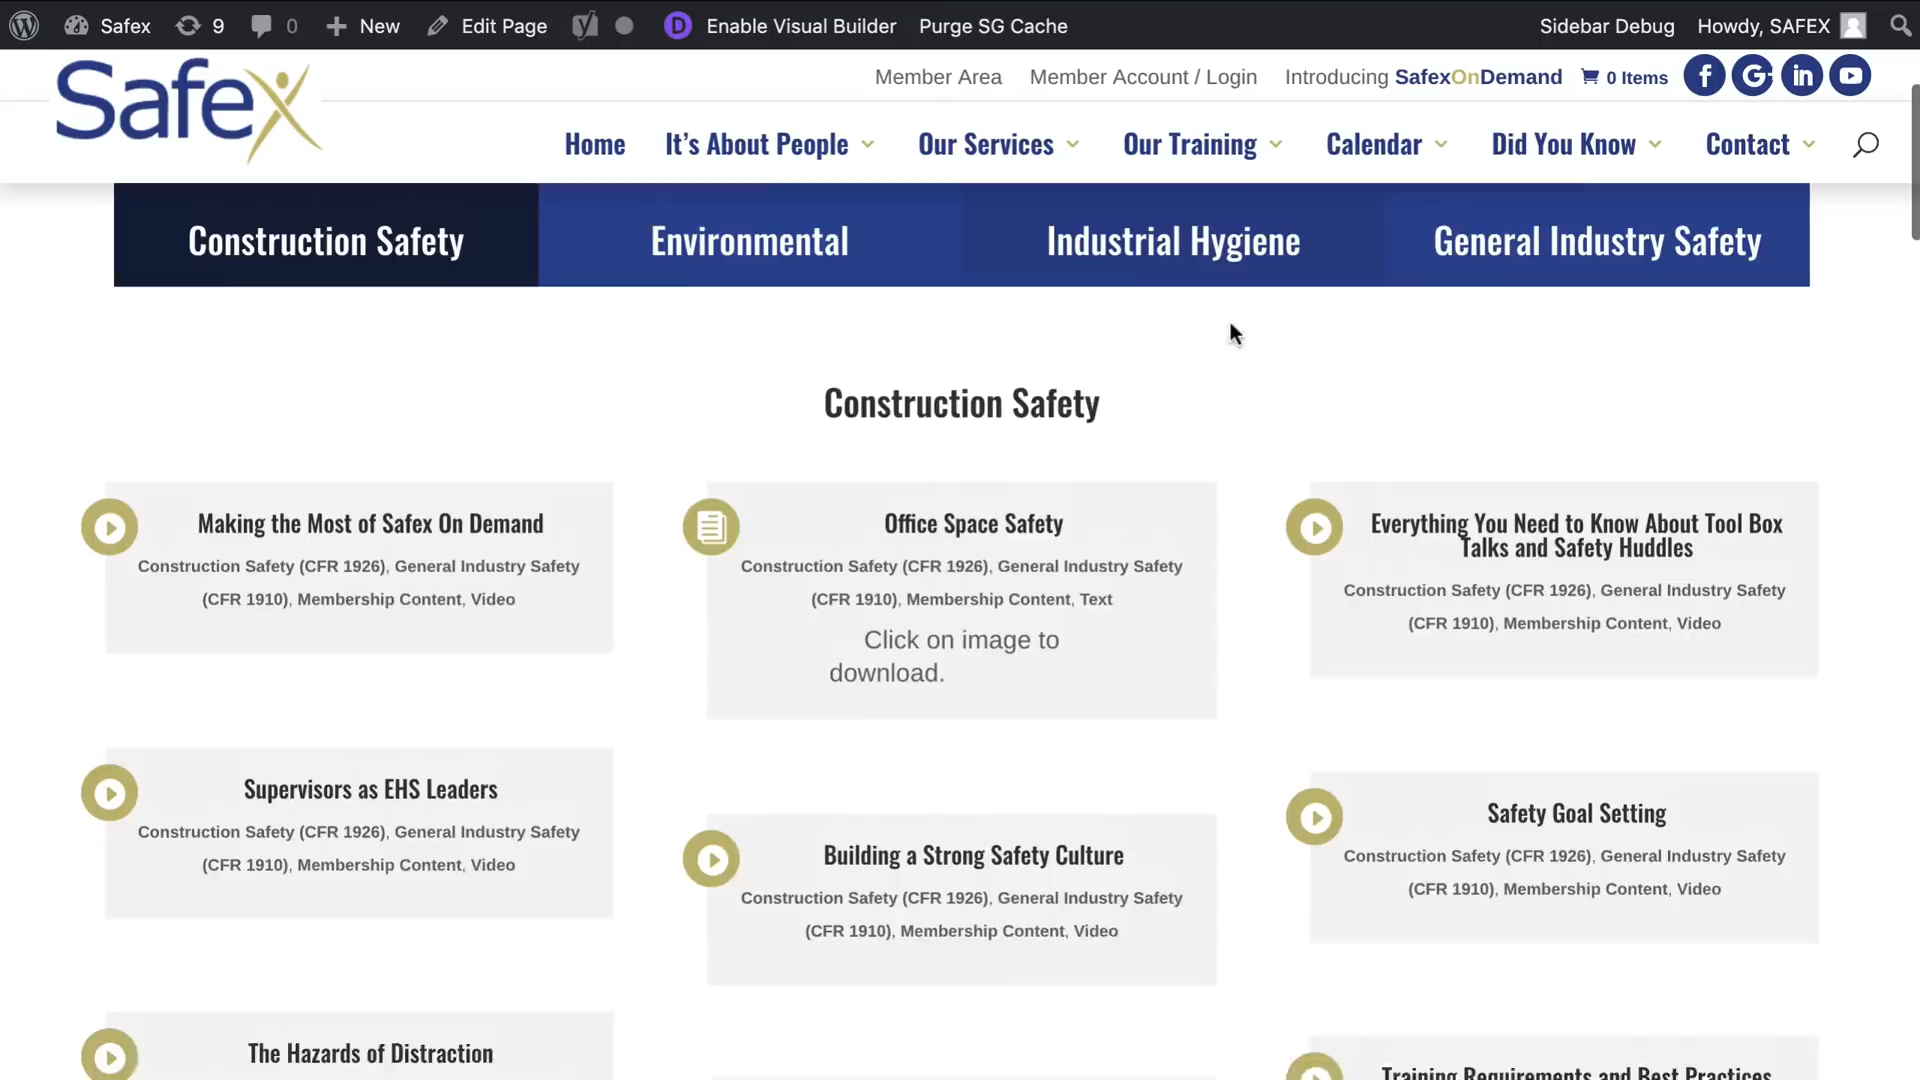 Safex
9
0
New
Edit Page
Enable Visual Builder
Purge SG Cache
Sidebar Debug
Howdy, SAFEX
Safex
Member Area
Member Account / Login
Introducing SafexOnDemand
0 Items
Home
It's About People
Our Services
Our Training
Calendar
Did You Know
Contact
Construction Safety
Environmental
Industrial Hygiene
General Industry Safety
Construction Safety
Making the Most of Safex On Demand
Construction Safety (CFR 1926), General Industry Safety
(CFR 1910), Membership Content, Video
Office Space Safety
Construction Safety (CFR 1926), General Industry Safety
(CFR 1910), Membership Content, Text
Click on image to
download.
Everything You Need to Know About Tool Box
Talks and Safety Huddles
Construction Safety (CFR 1926), General Industry Safety
(CFR 1910), Membership Content, Video
Supervisors as EHS Leaders
Construction Safety (CFR 1926), General Industry Safety
(CFR 1910), Membership Content, Video
Building a Strong Safety Culture
Construction Safety (CFR 1926), General Industry Safety
(CFR 1910), Membership Content, Video
Safety Goal Setting
Construction Safety (CFR 1926), General Industry Safety
(CFR 1910), Membership Content, Video
The Hazards of Distraction
Training Requirements and Best Practices